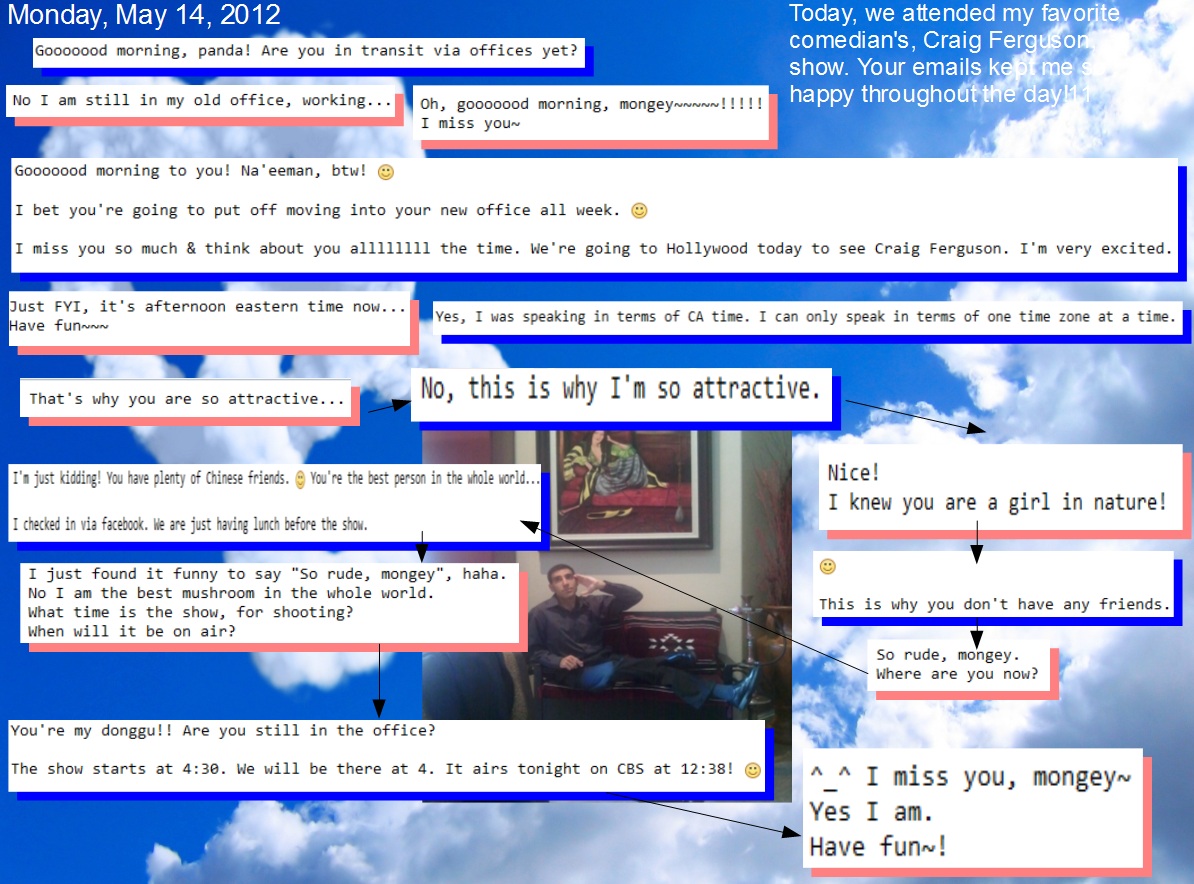 Monday, May 14, 2012
Today, we attended my favorite
comedian's, Craig Ferguson,
show. Your emails kept me so
happy throughout the day!11
Gooooood morning, panda! Are you in transit via offices yet?
No I am still in my old office, working...
Oh, gooooood morning, mongey~~~~~!!!!!
I miss you~
Gooooood morning to you! Na'eeman, btw!
I bet you're going to put off moving into your new office all week.
I miss you so much & think about you allllllll the time. We're going to Hollywood today to see Craig Ferguson. I'm very excited.
Just FYI, it's afternoon eastern time now...
Have fun~~~
Yes, I was speaking in terms of CA time. I can only speak in terms of one time zone at a time.
That's why you are so attractive...
No, this is why I'm so attractive.
Nice!
I knew you are a girl in nature!
This is why you don't have any friends.
So rude, mongey.
Where are you now?
I'm just kidding! You have plenty of Chinese friends. You're the best person in the whole world...
I checked in via facebook. We are just having lunch before the show.
I just found it funny to say "So rude, mongey", haha.
No I am the best mushroom in the whole world.
What time is the show, for shooting?
When will it be on air?
You're my donggu!! Are you still in the office?
The show starts at 4:30. We will be there at 4. It airs tonight on CBS at 12:38!
^_^ I miss you, mongey~
Yes I am.
Have fun~!